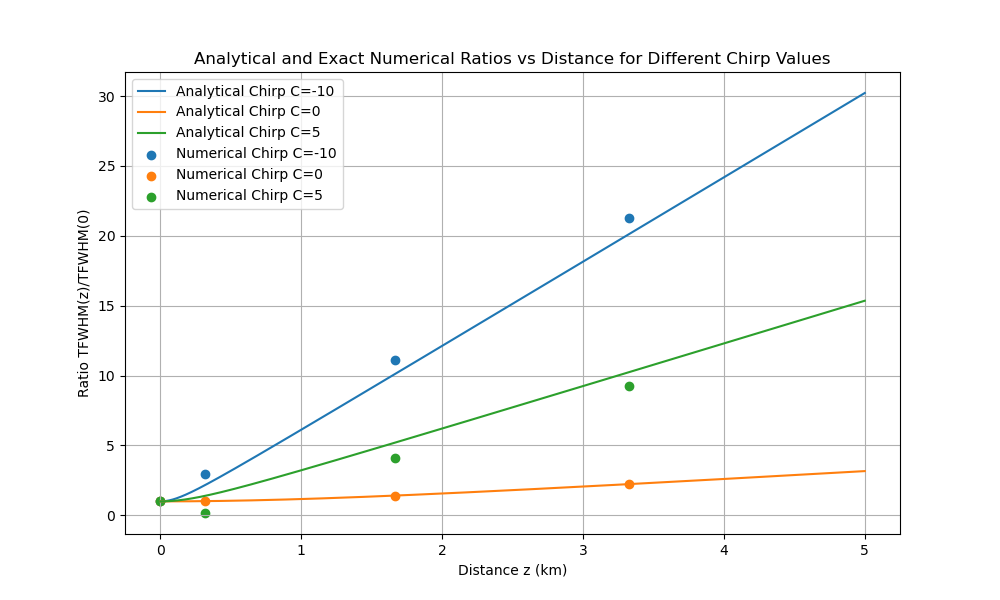 Analytical and Exact Numerical Ratios vs Distance for Different Chirp Values
Analytical Chirp C=-10
Analytical Chirp C=0
Analytical Chirp C=5
Numerical Chirp C=-10
Numerical Chirp C=0
Numerical Chirp C=5
Ratio TFWHM(z)/TFWHM(0)
30
25
20
15
10
5
0
0 1 2 3 4 5
Distance z (km)